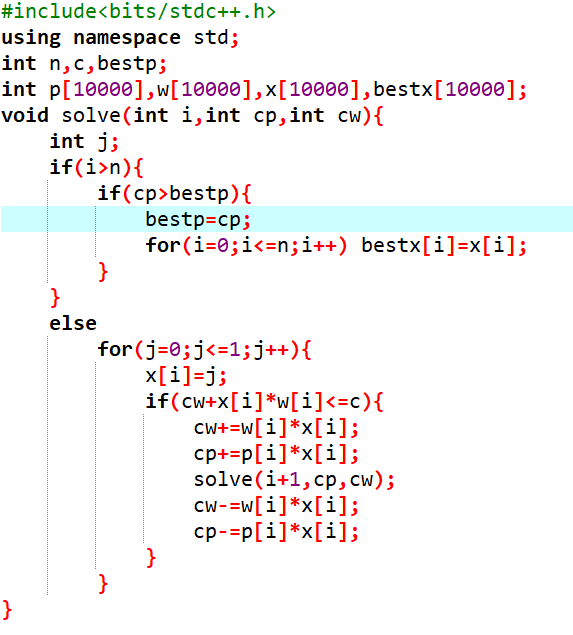 #include<bits/stdc++.h>
using namespace std;
int n,c,bestp;
int p[10000],w[10000],x[10000],bestx[10000];
void solve(int i,int cp,int cw){
    int j;
    if(i>n){
        if(cp>bestp){
            bestp=cp;
            for(i=0;i<=n;i++) bestx[i]=x[i];
        }
    }
    else
        for(j=0;j<=1;j++){
            x[i]=j;
            if(cw+x[i]*w[i]<=c){
                cw+=w[i]*x[i];
                cp+=p[i]*x[i];
                solve(i+1,cp,cw);
                cw-=w[i]*x[i];
                cp-=p[i]*x[i];
            }
        }
}